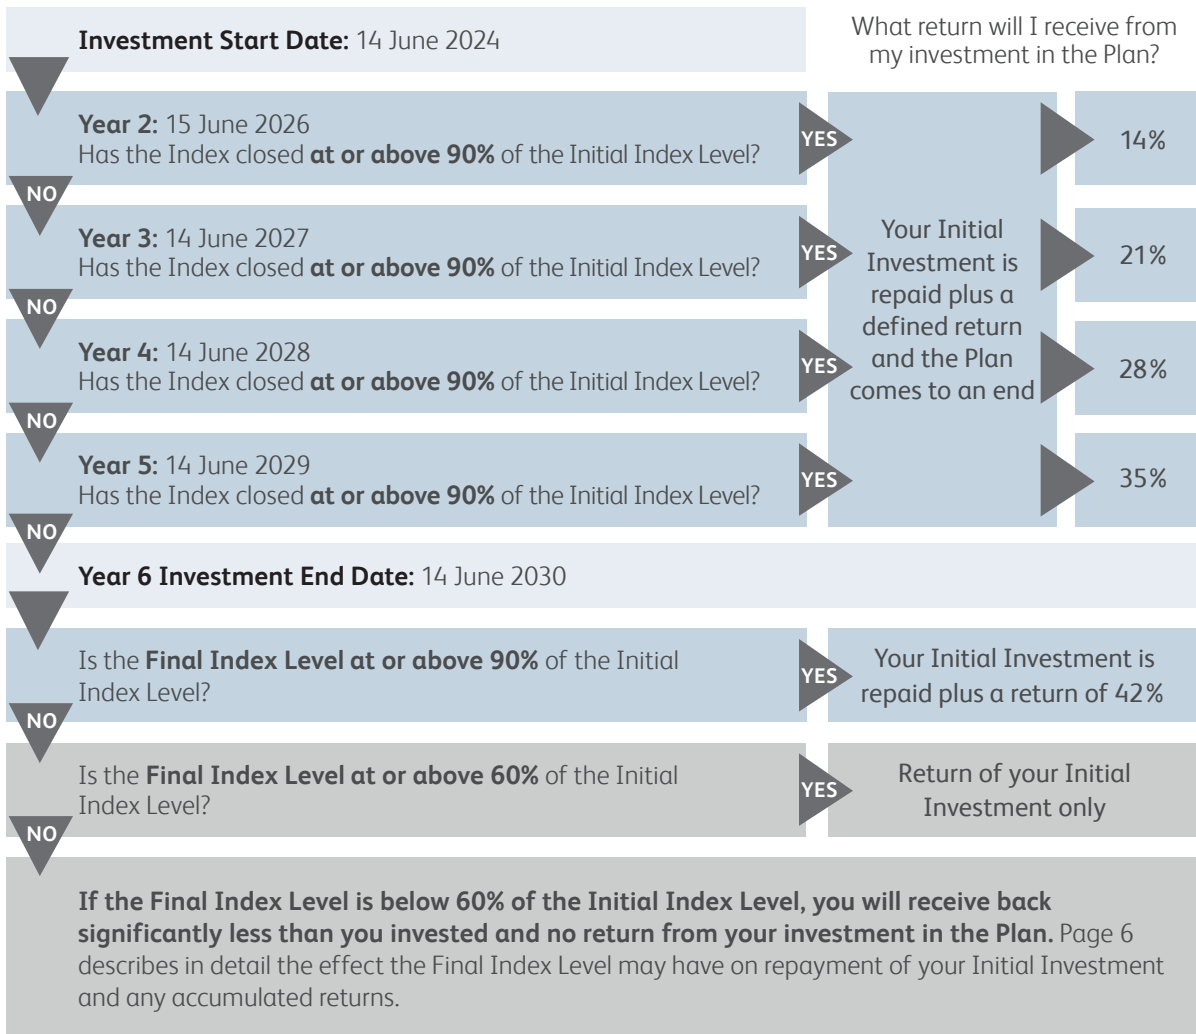 Investment Start Date: 14 June 2024
What return will I receive from
my investment in the Plan?
Year 2: 15 June 2026
Has the Index closed at or above 90% of the Initial Index Level?
YES
14%
NO
Year 3: 14 June 2027
Has the Index closed at or above 90% of the Initial Index Level?
YES
21%
NO
Year 4: 14 June 2028
Has the Index closed at or above 90% of the Initial Index Level?
YES
28%
NO
Year 5: 14 June 2029
Has the Index closed at or above 90% of the Initial Index Level?
YES
35%
Your Initial
Investment is
repaid plus a
defined return
and the Plan
comes to an end
NO
Year 6 Investment End Date: 14 June 2030
Is the Final Index Level at or above 90% of the Initial
Index Level?
YES
Your Initial Investment is
repaid plus a return of 42%
NO
Is the Final Index Level at or above 60% of the Initial
Index Level?
YES
Return of your Initial
Investment only
NO
If the Final Index Level is below 60% of the Initial Index Level, you will receive back
significantly less than you invested and no return from your investment in the Plan. Page 6
describes in detail the effect the Final Index Level may have on repayment of your Initial Investment
and any accumulated returns.